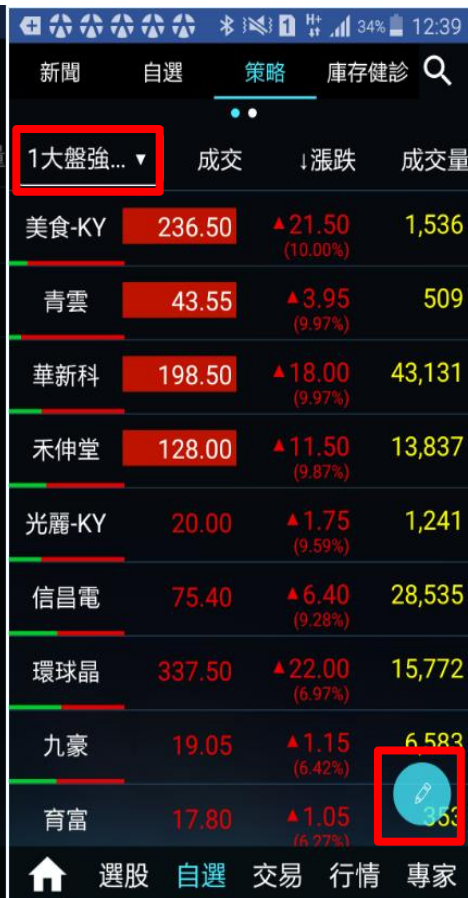 34% 12:39
新聞 自選 策略 庫存健診
1大盤強... ▼ 成交 ↓漲跌 成交量
美食-KY 236.50 ▲21.50 1,536
(10.00%)
青雲 43.55 ▲3.95 509
(9.97%)
華新科 198.50 ▲18.00 43,131
(9.97%)
禾伸堂 128.00 ▲11.50 13,837
(9.87%)
光麗-KY 20.00 ▲1.75 1,241
(9.59%)
信昌電 75.40 ▲6.40 28,535
(9.28%)
環球晶 337.50 ▲22.00 15,772
(6.97%)
九豪 19.05 ▲1.15 6,583
(6.42%)
育富 17.80 ▲1.05 353
(6.27%)
選股 自選 交易 行情 專家